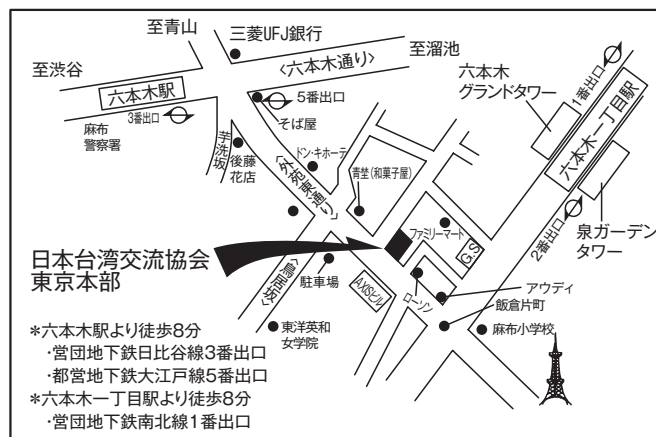 至青山
三菱UFJ銀行
〈六本木通り〉
至溜池
至渋谷
六本木駅
3番出口
麻布
警察署
5番出口
そば屋
芋洗坂
後藤
花店
ドン・キホーテ
〈外苑東通り〉
青埜(和菓子屋)
六本木
グランドタワー
1番出口
六本木一丁目駅
泉ガーデン
タワー
2番出口
ファミリーマート
G.S
日本台湾交流協会
東京本部
〈鳥居坂〉
駐車場
AXISビル
ローソン
アウディ
飯倉片町
麻布小学校
東洋英和
女学院
*六本木駅より徒歩8分
・営団地下鉄日比谷線3番出口
・都営地下鉄大江戸線5番出口
*六本木一丁目駅より徒歩8分
・営団地下鉄南北線1番出口